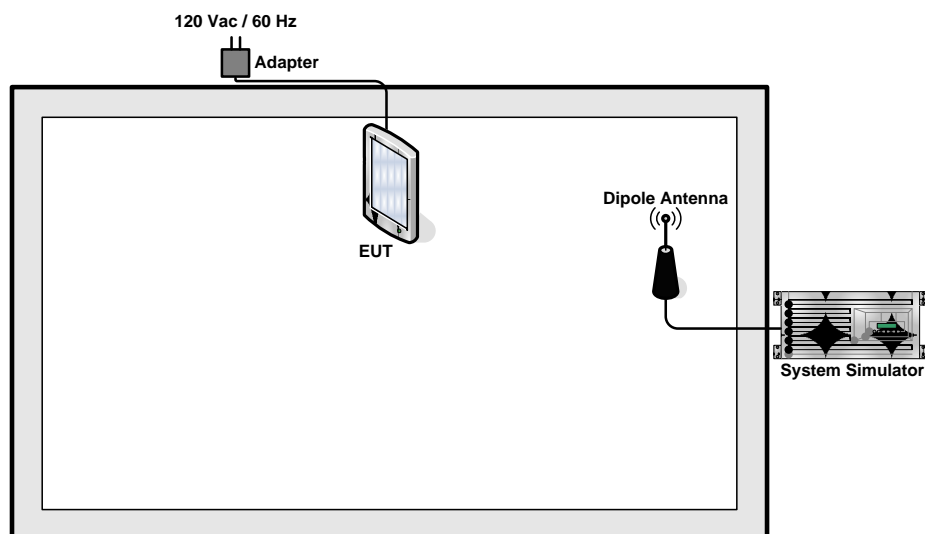 120 Vac / 60 Hz
Adapter
EUT
Dipole Antenna
System Simulator